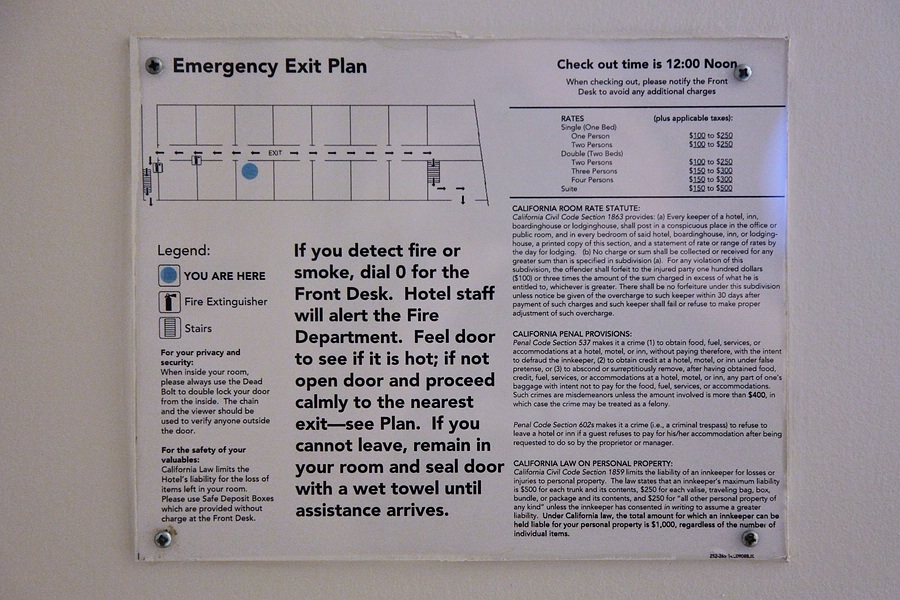 Emergency Exit Plan
EXIT
Legend:
YOU ARE HERE
Fire Extinguisher
Stairs
For your privacy and
security:
When inside your room,
please always use the Dead
Bolt to double lock your door
from the inside. The chain
and the viewer should be
used to verify anyone outside
the door.
For the safety of your
valuables:
California Law limits the
Hotel's liability for the loss of
items left in your room.
Please use Safe Deposit Boxes
which are provided without
charge at the Front Desk.
If you detect fire or
smoke, dial 0 for the
Front Desk. Hotel staff
will alert the Fire
Department. Feel door
to see if it is hot; if not
open door and proceed
calmly to the nearest
exit—see Plan. If you
cannot leave, remain in
your room and seal door
with a wet towel until
assistance arrives.
Check out time is 12:00 Noon
When checking out, please notify the Front
Desk to avoid any additional charges
RATES (plus applicable taxes):
Single (One Bed)
One Person $100 to $250
Two Persons $100 to $250
Double (Two Beds)
Two Persons $100 to $250
Three Persons $150 to $300
Four Persons $150 to $300
Suite $150 to $500
CALIFORNIA ROOM RATE STATUTE:
California Civil Code Section 1863 provides: (a) Every keeper of a hotel, inn,
boardinghouse or lodginghouse, shall post in a conspicuous place in the office or
public room, and in every bedroom of said hotel, boardinghouse, inn, or lodging-
house, a printed copy of this section, and a statement of rate or range of rates by
the day for lodging. (b) No charge or sum shall be collected or received for any
greater sum than is specified in subdivision (a). For any violation of this
subdivision, the offender shall forfeit to the injured party one hundred dollars
($100) or three times the amount of the sum charged in excess of what he is
entitled to, whichever is greater. There shall be no forfeiture under this subdivision
unless notice be given of the overcharge to such keeper within 30 days after
payment of such charges and such keeper shall fail or refuse to make proper
adjustment of such overcharge.
CALIFORNIA PENAL PROVISIONS:
Penal Code Section 537 makes it a crime (1) to obtain food, fuel, services, or
accommodations at a hotel, motel, or inn, without paying therefore, with the intent
to defraud the innkeeper, (2) to obtain credit at a hotel, motel, or inn under false
pretense, or (3) to abscond or surreptitiously remove, after having obtained food,
credit, fuel, services, or accommodations at a hotel, motel, or inn, any part of one's
baggage with intent not to pay for the food, fuel, services, or accommodations.
Such crimes are misdemeanors unless the amount involved is more than $400, in
which case the crime may be treated as a felony.
Penal Code Section 602s makes it a crime (i.e., a criminal trespass) to refuse to
leave a hotel or inn if a guest refuses to pay for his/her accommodation after being
requested to do so by the proprietor or manager.
CALIFORNIA LAW ON PERSONAL PROPERTY:
California Civil Code Section 1859 limits the liability of an innkeeper for losses or
injuries to personal property. The law states that an innkeeper's maximum liability
is $500 for each trunk and its contents, $250 for each valise, traveling bag, box,
bundle, or package and its contents, and $250 for "all other personal property of
any kind" unless the innkeeper has consented in writing to assume a greater
liability. Under California law, the total amount for which an innkeeper can be
held liable for your personal property is $1,000, regardless of the number of
individual items.